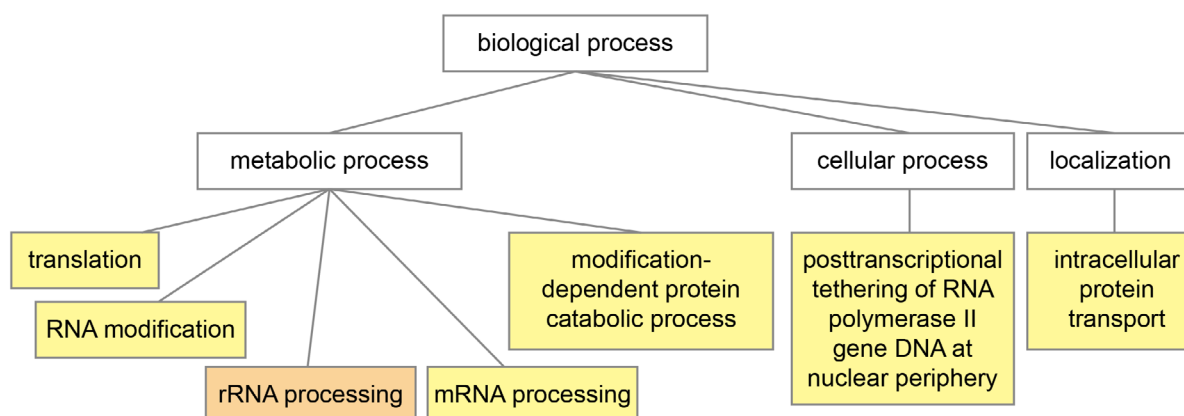 biological process
metabolic process
cellular process
localization
translation
RNA modification
rRNA processing
mRNA processing
modification-
dependent protein
catabolic process
posttranscriptional
tethering of RNA
polymerase II
gene DNA at
nuclear periphery
intracellular
protein
transport